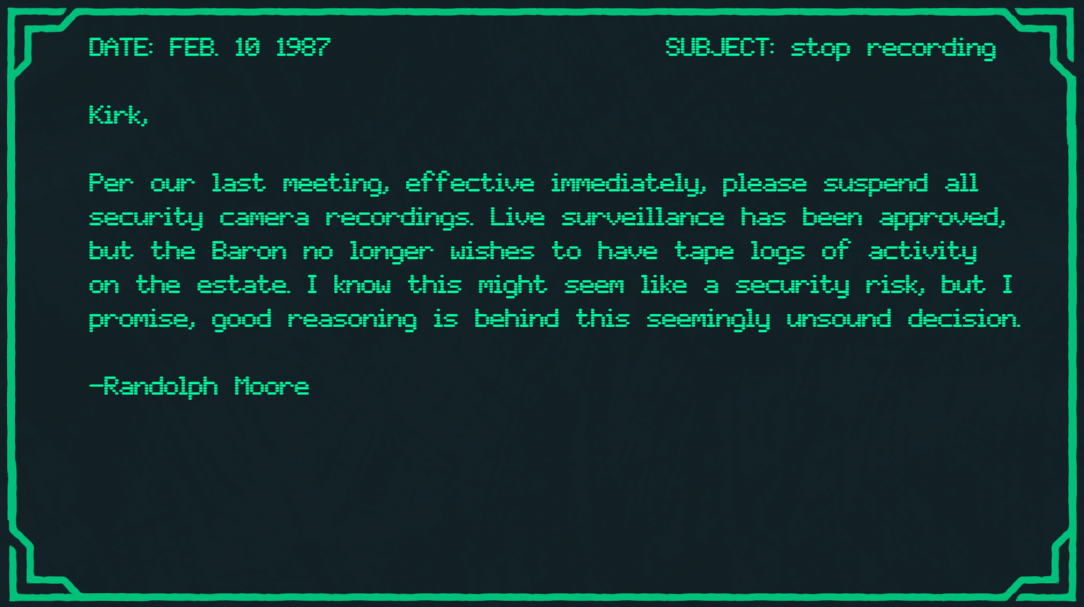 DATE: FEB. 10 1987 SUBJECT: stop recording
Kirk,
Per our last meeting, effective immediately, please suspend all
security camera recordings. Live surveillance has been approved,
but the Baron no longer wishes to have tape logs of activity
on the estate. I know this might seem like a security risk, but I
promise, good reasoning is behind this seemingly unsound decision.
-Randolph Moore